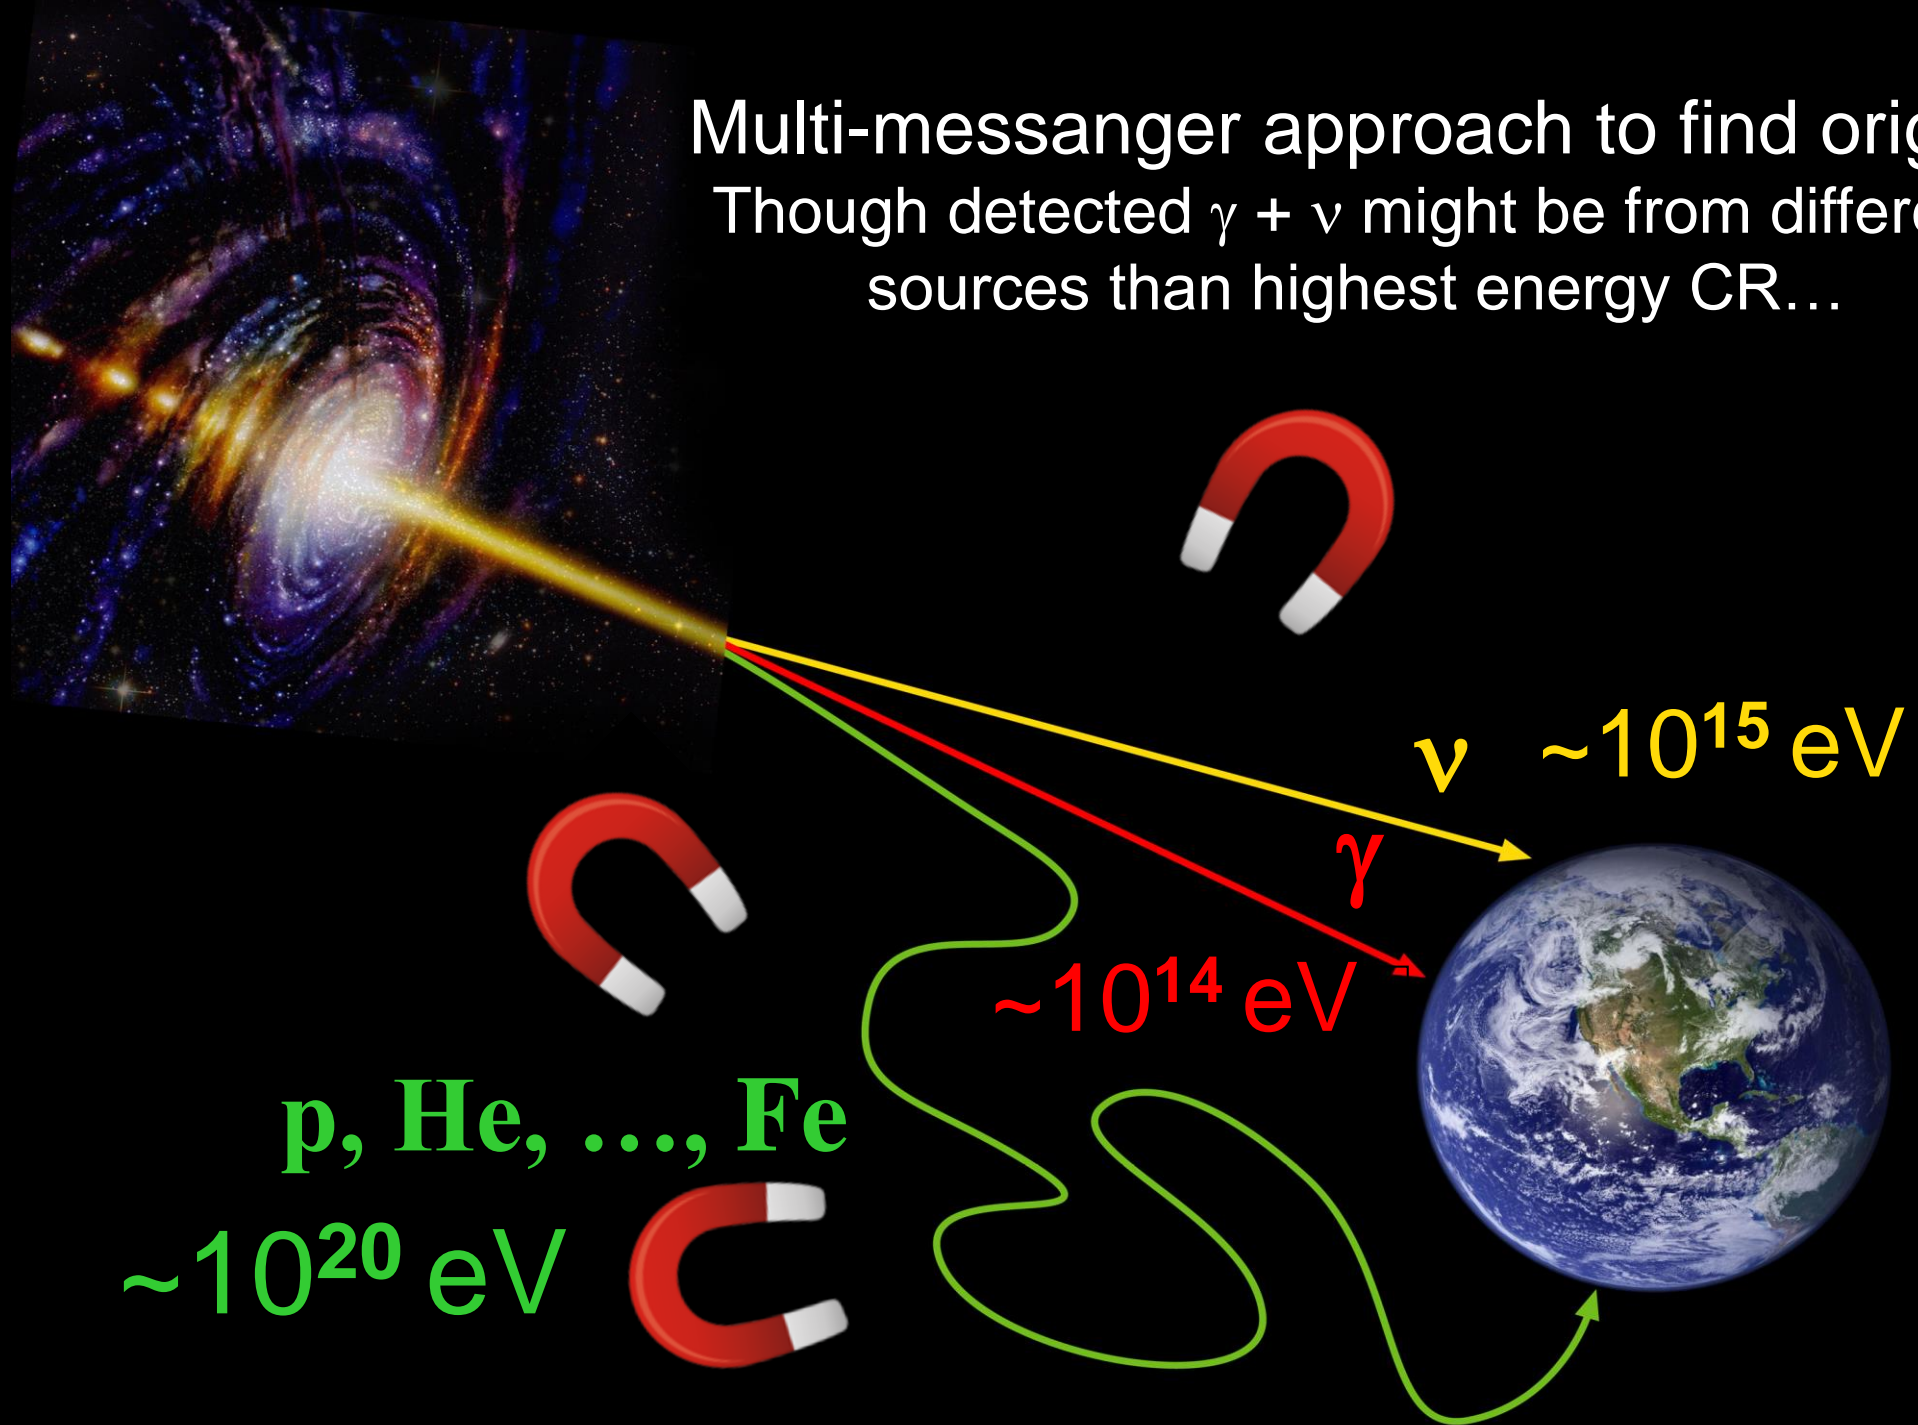 Multi-messanger approach to find orig
Though detected γ + ν might be from differe
sources than highest energy CR…
ν ~10¹⁵ eV
γ
~10¹⁴ eV
p, He, …, Fe
~10²⁰ eV